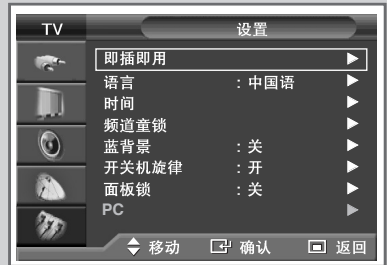 TV 设置
即插即用
语言 : 中国语
时间
频道童锁
蓝背景 : 关
开关机旋律 : 开
面板锁 : 关
PC
移动 确认 返回